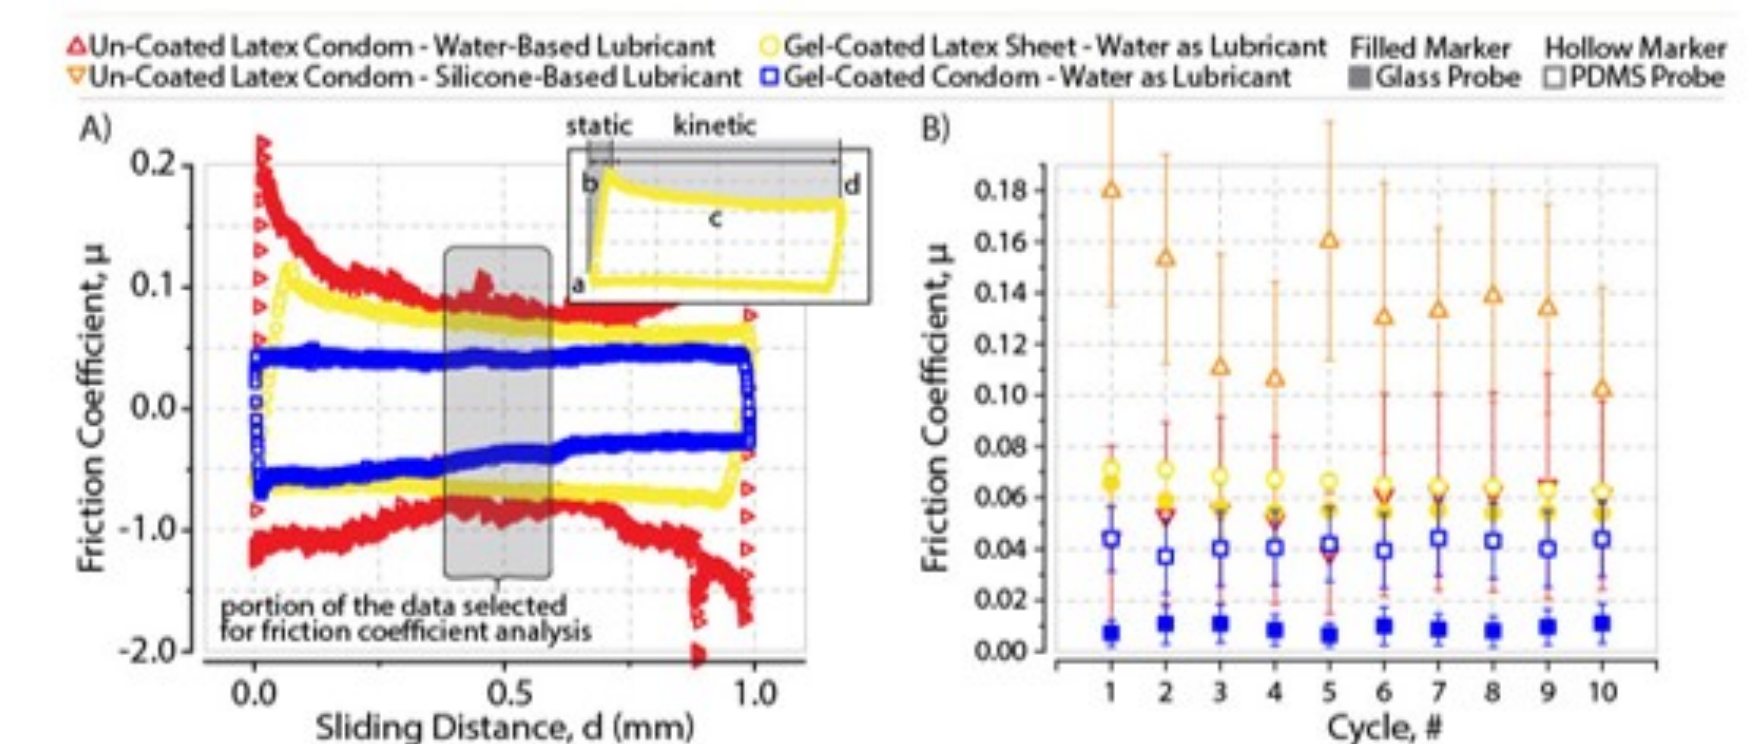 Un-Coated Latex Condom - Water-Based Lubricant
Gel-Coated Latex Sheet - Water as Lubricant
Filled Marker
Hollow Marker
Un-Coated Latex Condom - Silicone-Based Lubricant
Gel-Coated Condom - Water as Lubricant
Glass Probe
PDMS Probe
A)
static kinetic
b
d
c
a
0.2
0.1
0.0
-1.0
-2.0
Friction Coefficient, μ
portion of the data selected
for friction coefficient analysis
0.0 0.5 1.0
Sliding Distance, d (mm)
B)
0.18
0.16
0.14
0.12
0.10
0.08
0.06
0.04
0.02
0.00
Friction Coefficient, μ
1 2 3 4 5 6 7 8 9 10
Cycle, #